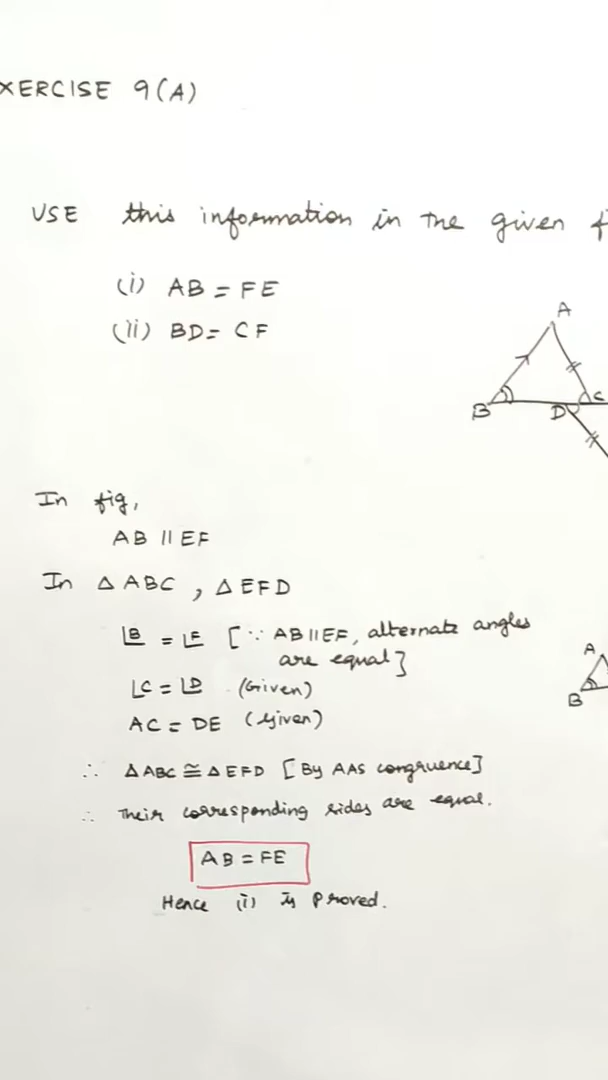 XERCISE 9(A)
USE this information in the given f
(i) AB = FE
(ii) BD = CF
A
B
D
C
In fig,
AB || EF
In △ ABC, △ EFD
∠B = ∠F [∵ AB||EF, alternate angles
are equal]
A
B
∠C = ∠D (Given)
AC = DE (Given)
∴ △ABC ≅ △EFD [By AAS congruence]
∴ Their corresponding sides are equal.
AB = FE
Hence (i) is proved.